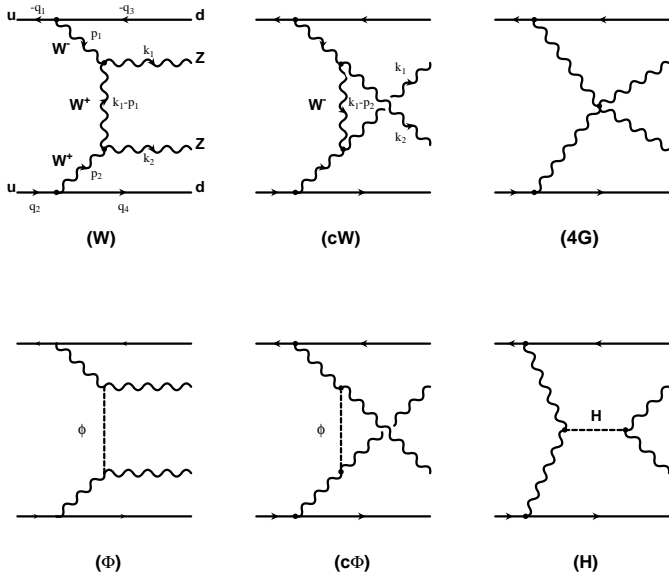 u -q₁ -q₃ d
W⁻ p₁ k₁ Z
W⁺ k₁-p₁
W⁺ p₂ k₂ Z
u q₂ q₄ d
(W)
k₁
W⁻ k₁-p₂
k₂
(cW)
(4G)
ϕ
(Φ)
ϕ
(cΦ)
H
(H)